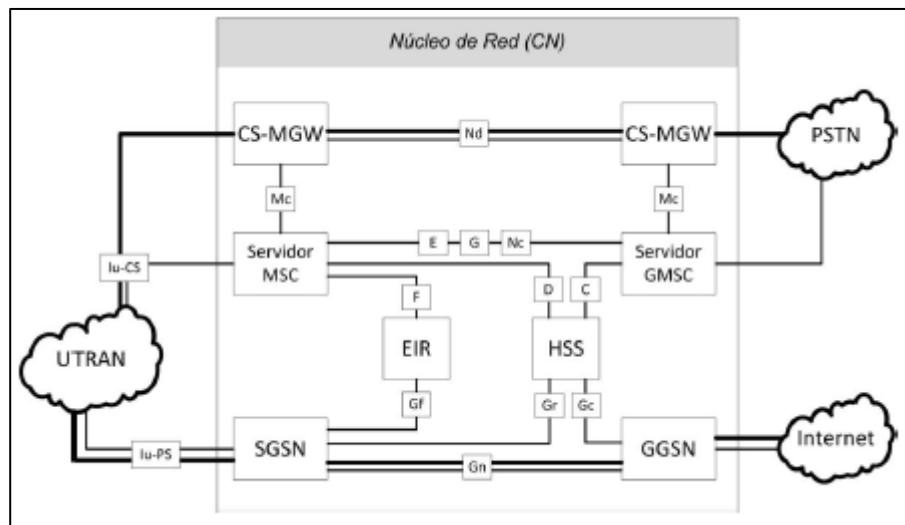 Núcleo de Red (CN)
CS-MGW
Nd
CS-MGW
PSTN
Mc
Mc
Servidor
MSC
E
G
Nc
Servidor
GMSC
Iu-CS
F
D
C
UTRAN
EIR
HSS
Gf
Gr
Gc
Iu-PS
SGSN
Gn
GGSN
Internet